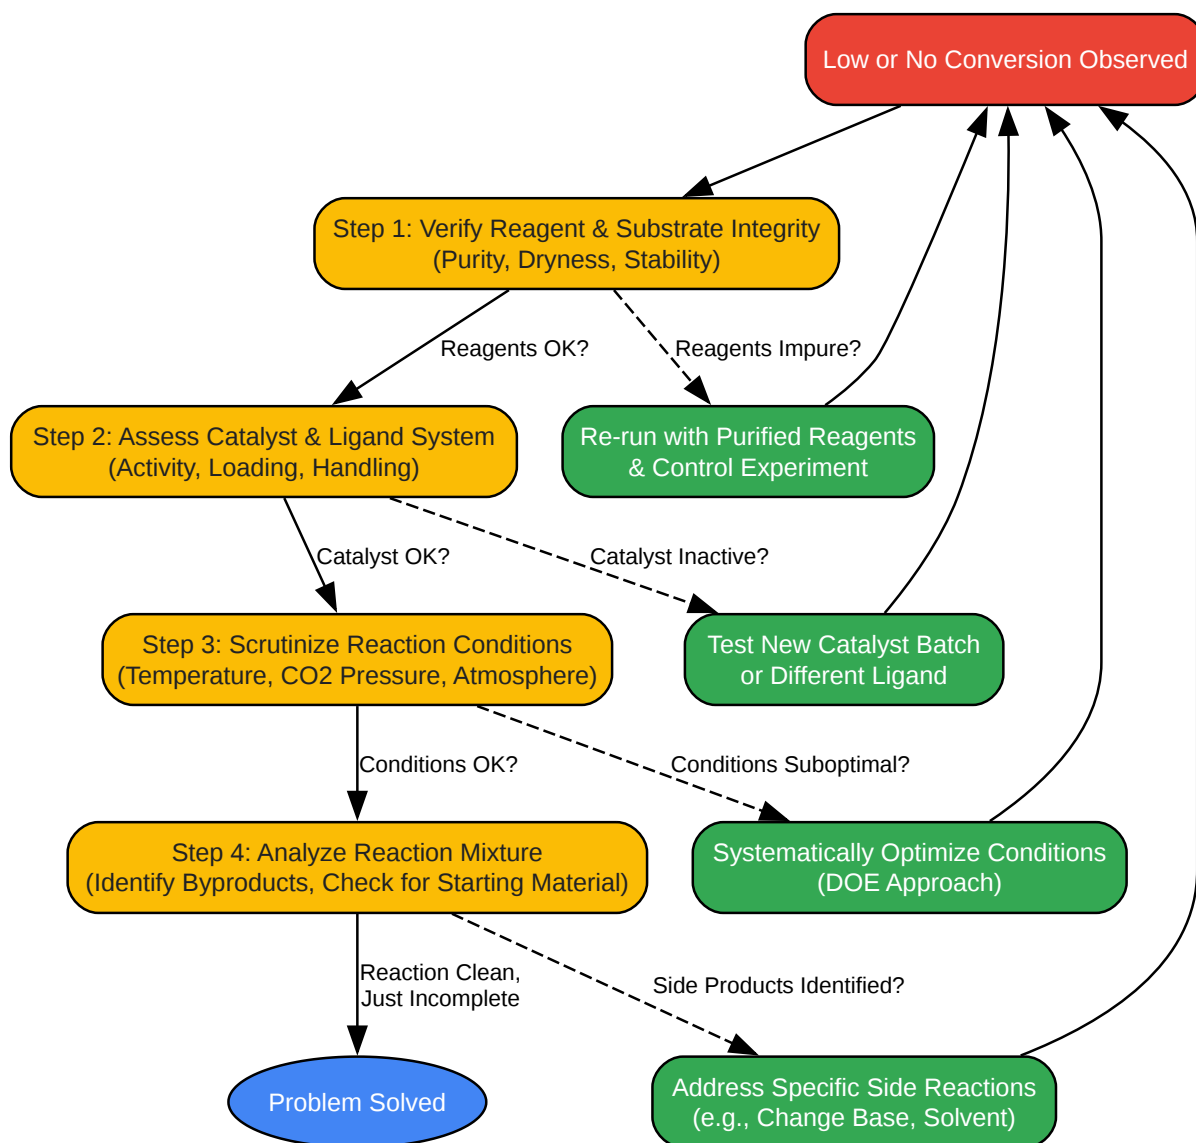 Low or No Conversion Observed
Step 1: Verify Reagent & Substrate Integrity
(Purity, Dryness, Stability)
Reagents OK?
Reagents Impure?
Step 2: Assess Catalyst & Ligand System
(Activity, Loading, Handling)
Re-run with Purified Reagents
& Control Experiment
Catalyst OK?
Catalyst Inactive?
Step 3: Scrutinize Reaction Conditions
(Temperature, CO2 Pressure, Atmosphere)
Test New Catalyst Batch
or Different Ligand
Conditions OK?
Conditions Suboptimal?
Step 4: Analyze Reaction Mixture
(Identify Byproducts, Check for Starting Material)
Systematically Optimize Conditions
(DOE Approach)
Reaction Clean,
Just Incomplete
Side Products Identified?
Problem Solved
Address Specific Side Reactions
(e.g., Change Base, Solvent)